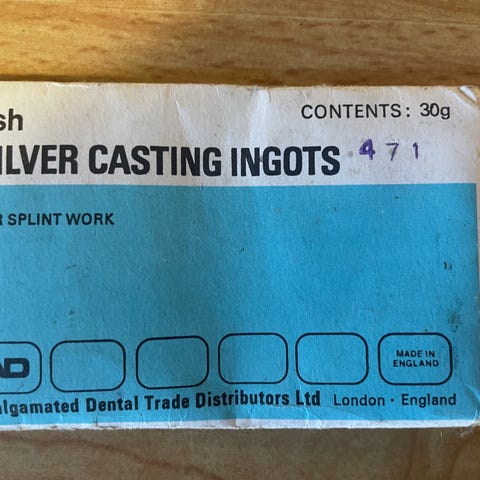 sh
CONTENTS: 30g
ILVER CASTING INGOTS 471
R SPLINT WORK
AD
MADE IN
ENGLAND
algamated Dental Trade Distributors Ltd London · England